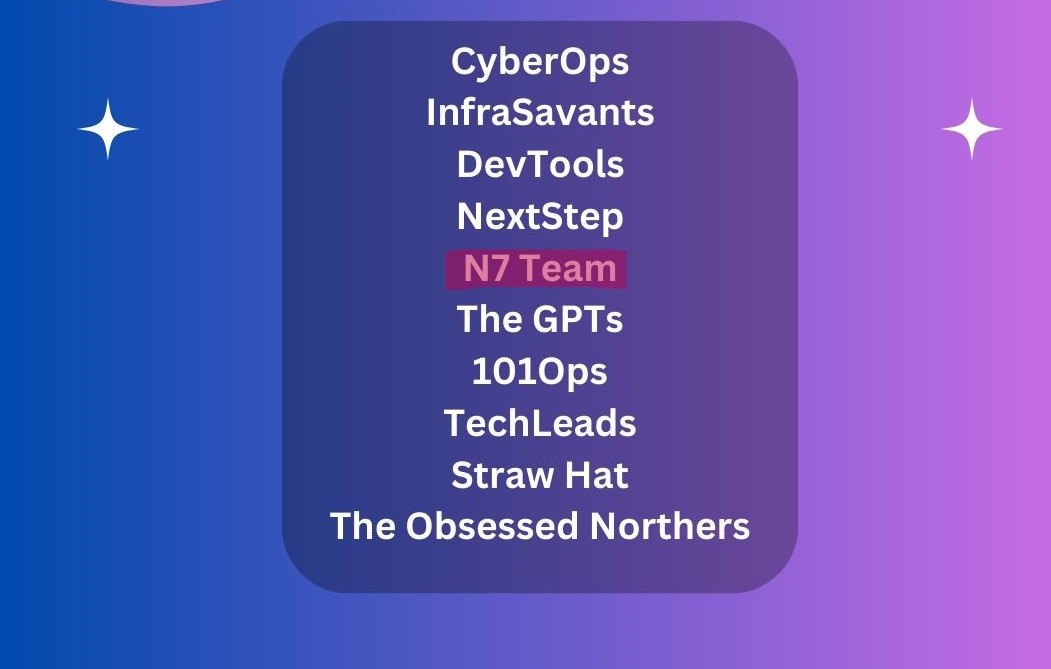 CyberOps
InfraSavants
DevTools
NextStep
N7 Team
The GPTs
101Ops
TechLeads
Straw Hat
The Obsessed Northers